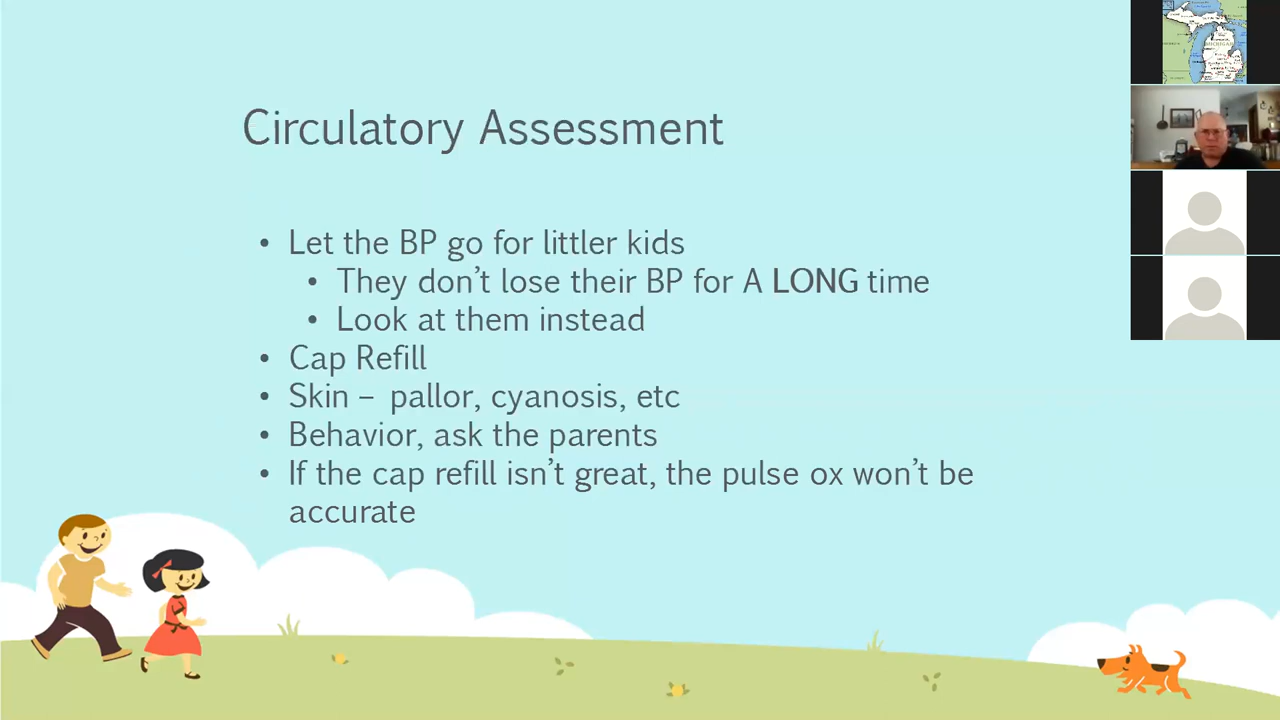 Circulatory Assessment
• Let the BP go for littler kids
• They don’t lose their BP for A LONG time
• Look at them instead
• Cap Refill
• Skin – pallor, cyanosis, etc
• Behavior, ask the parents
• If the cap refill isn’t great, the pulse ox won’t be
accurate